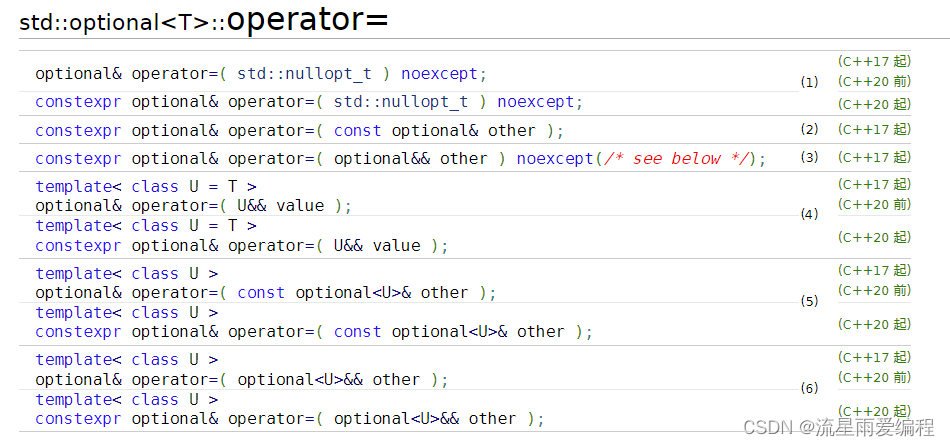 std::optional<T>::operator=
(C++17 起)
optional& operator=( std::nullopt_t ) noexcept;
(1)
(C++20 前)
constexpr optional& operator=( std::nullopt_t ) noexcept;
(C++20 起)
constexpr optional& operator=( const optional& other );
(2)
(C++17 起)
constexpr optional& operator=( optional&& other ) noexcept(/* see below */);
(3)
(C++17 起)
template< class U = T >
(C++17 起)
optional& operator=( U&& value );
(C++20 前)
(4)
template< class U = T >
constexpr optional& operator=( U&& value );
(C++20 起)
template< class U >
(C++17 起)
optional& operator=( const optional<U>& other );
(C++20 前)
(5)
template< class U >
constexpr optional& operator=( const optional<U>& other );
(C++20 起)
template< class U >
(C++17 起)
optional& operator=( optional<U>&& other );
(C++20 前)
(6)
template< class U >
constexpr optional& operator=( optional<U>&& other );
(C++20 起)
CSDN @流星雨爱编程